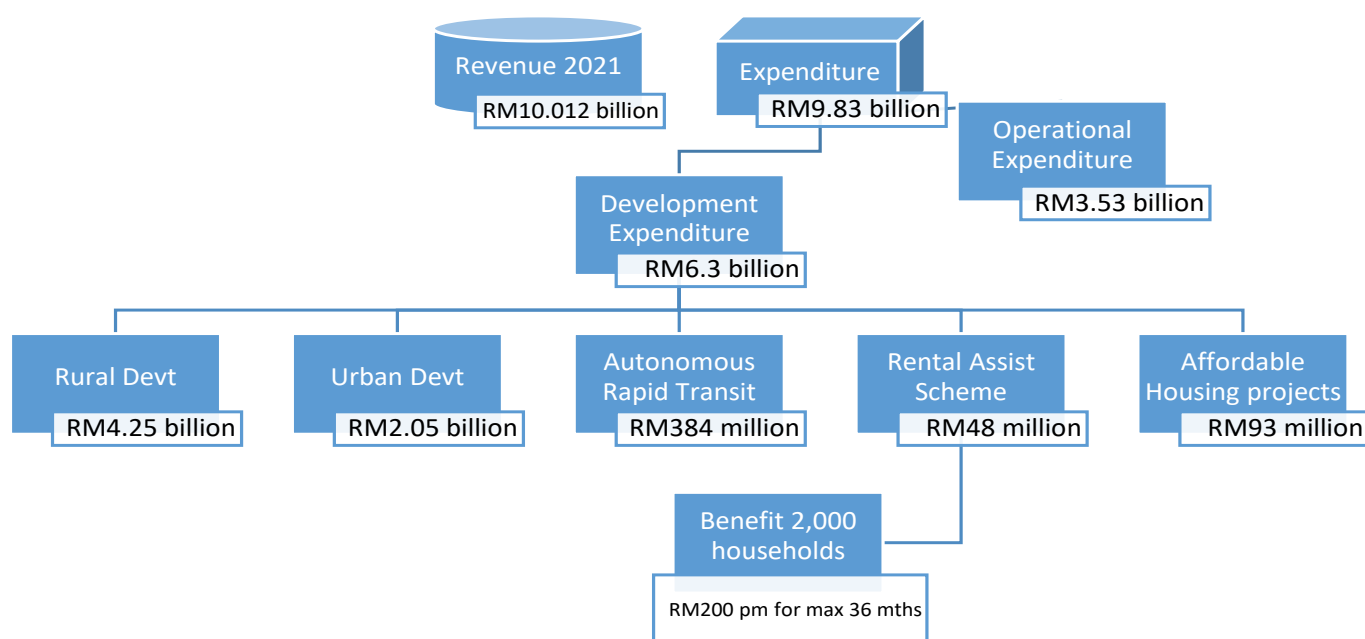 Revenue 2021
RM10.012 billion
Expenditure
RM9.83 billion
Operational
Expenditure
RM3.53 billion
Development
Expenditure
RM6.3 billion
Rural Devt
RM4.25 billion
Urban Devt
RM2.05 billion
Autonomous
Rapid Transit
RM384 million
Rental Assist
Scheme
RM48 million
Affordable
Housing projects
RM93 million
Benefit 2,000
households
RM200 pm for max 36 mths